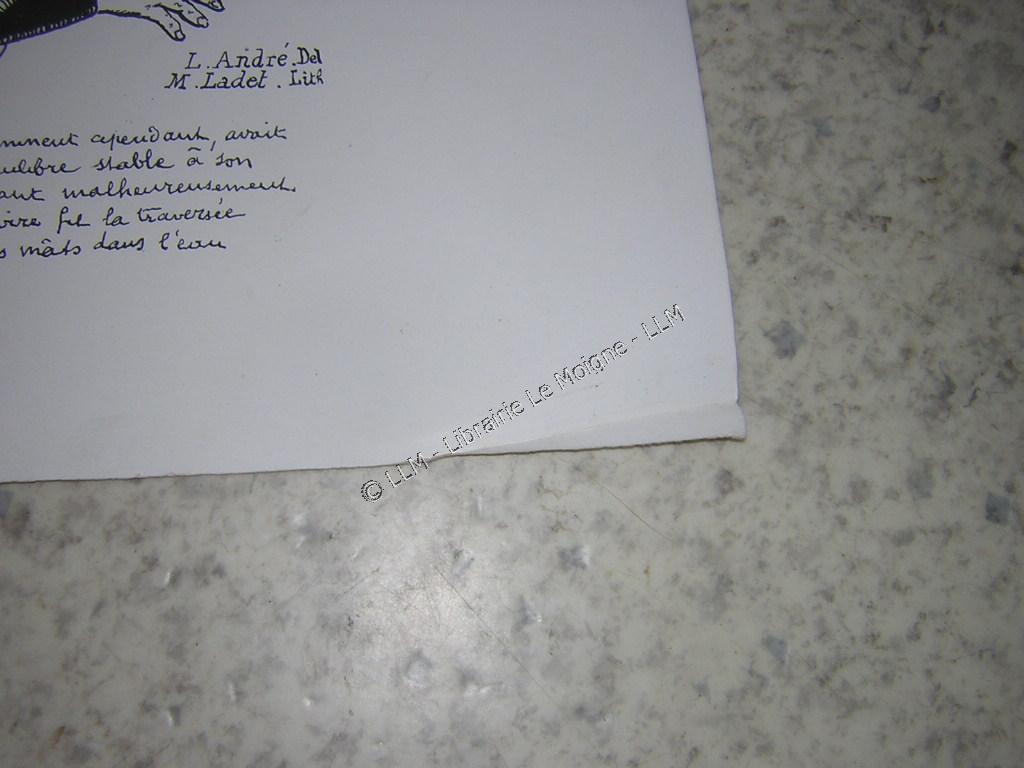 L. André. Del
M. Ladet. Lith
mment cependant, avait
uilibre stable à son
ant malheureusement
vire fit la traversée
s mâts dans l'eau
© LLM - Librairie Le Moigne - LLM